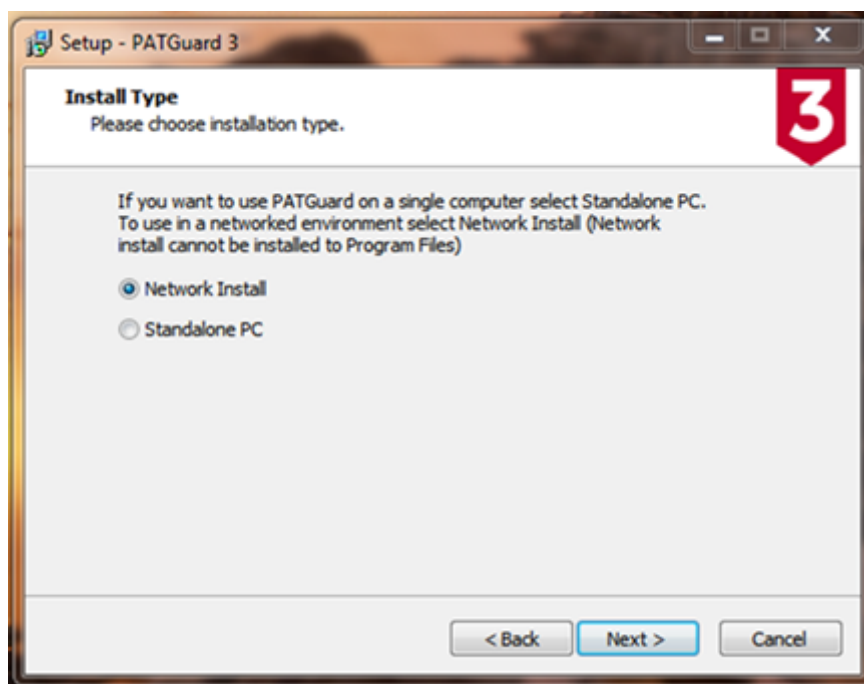 Setup - PATGuard 3
Install Type
Please choose installation type.
3
If you want to use PATGuard on a single computer select Standalone PC.
To use in a networked environment select Network Install (Network
install cannot be installed to Program Files)
Network Install
Standalone PC
< Back
Next >
Cancel